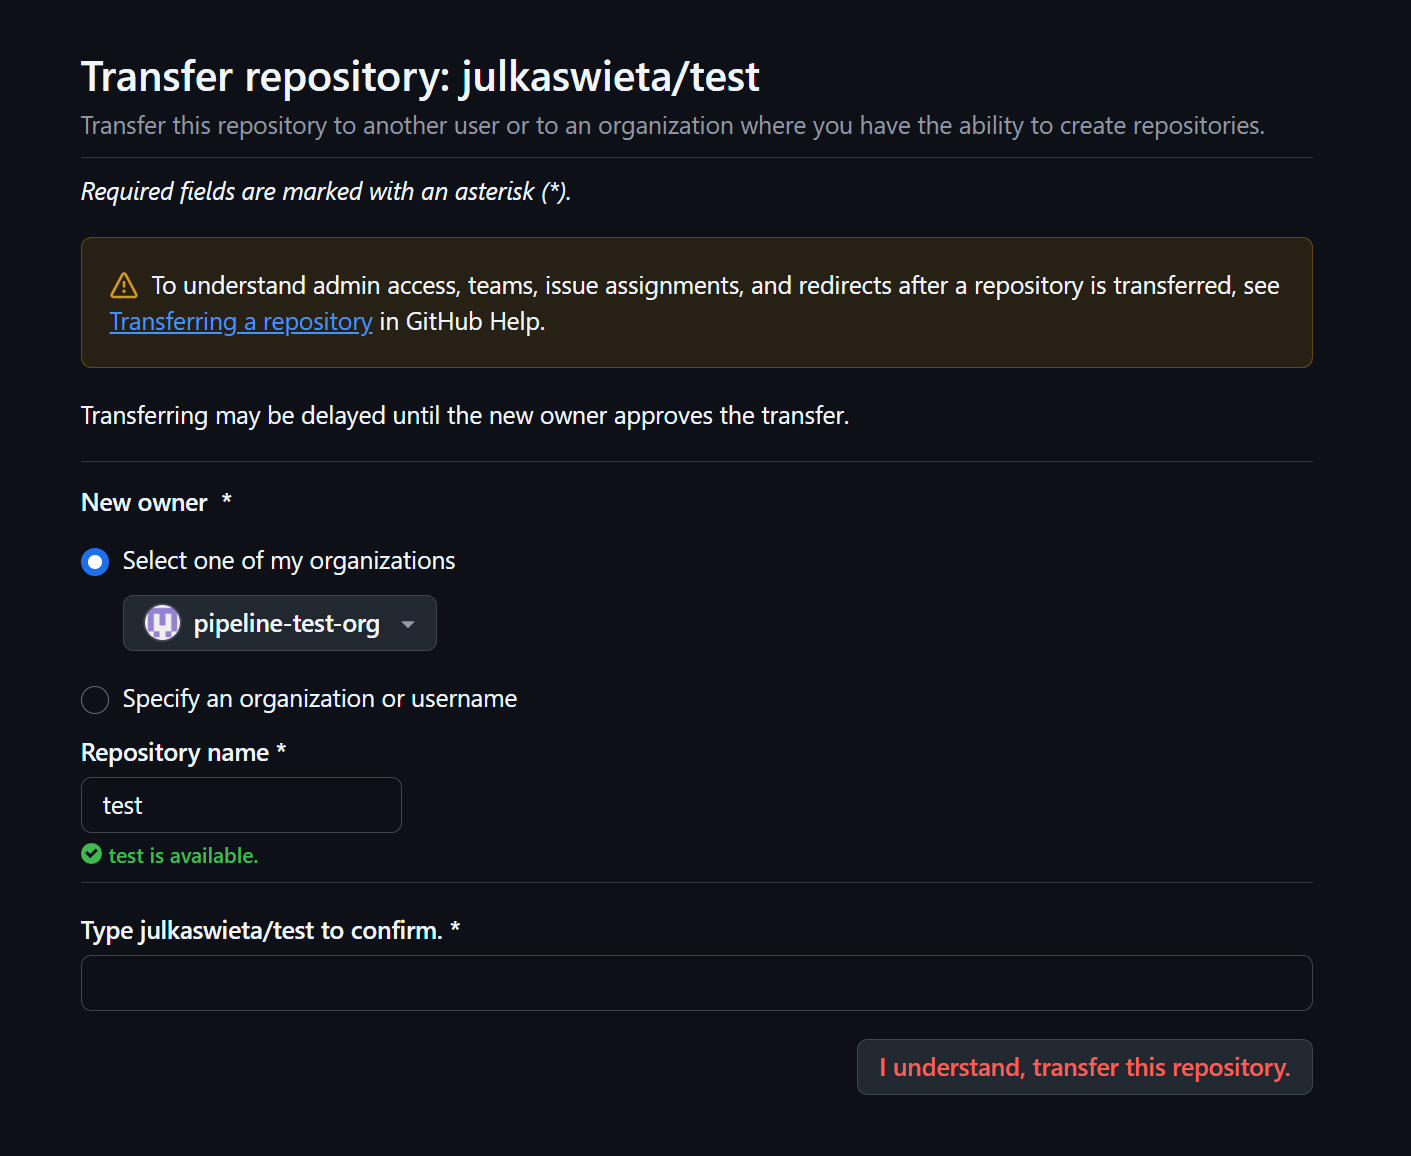 Transfer repository: julkaswieta/test
Transfer this repository to another user or to an organization where you have the ability to create repositories.
Required fields are marked with an asterisk (*).
To understand admin access, teams, issue assignments, and redirects after a repository is transferred, see
Transferring a repository in GitHub Help.
Transferring may be delayed until the new owner approves the transfer.
New owner *
Select one of my organizations
pipeline-test-org
Specify an organization or username
Repository name *
test
test is available.
Type julkaswieta/test to confirm. *
I understand, transfer this repository.